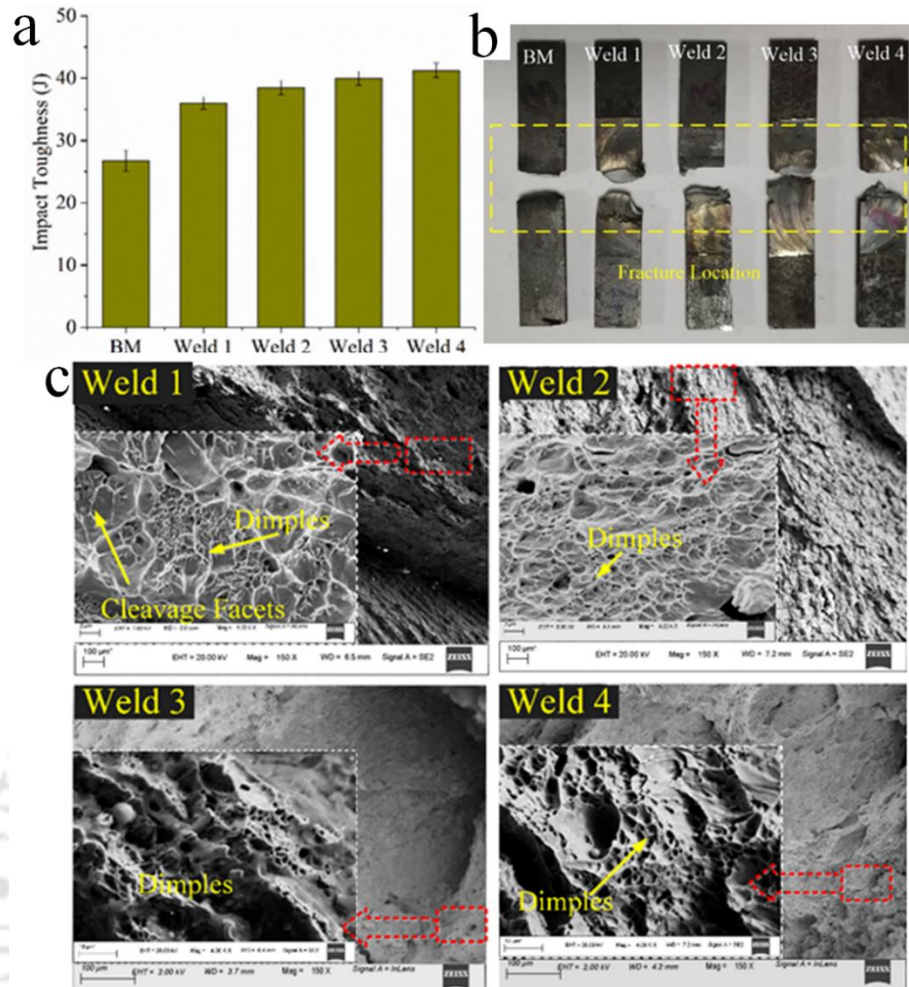 a
50
40
30
20
10
0
Impact Toughness (J)
BM Weld 1 Weld 2 Weld 3 Weld 4
b
BM Weld 1 Weld 2 Weld 3 Weld 4
Fracture Location
c
Weld 1
Dimples
Cleavage Facets
100 µm EHT = 20.00 kV Mag = 150 X WD = 6.5 mm Signal A = SE2 ZEISS
Weld 2
Dimples
100 µm EHT = 20.00 kV Mag = 150 X WD = 7.2 mm Signal A = SE2 ZEISS
Weld 3
Dimples
100 µm EHT = 2.00 kV WD = 3.7 mm Mag = 150 X Signal A = InLens ZEISS
Weld 4
Dimples
100 µm EHT = 2.00 kV WD = 4.2 mm Mag = 150 X Signal A = InLens ZEISS